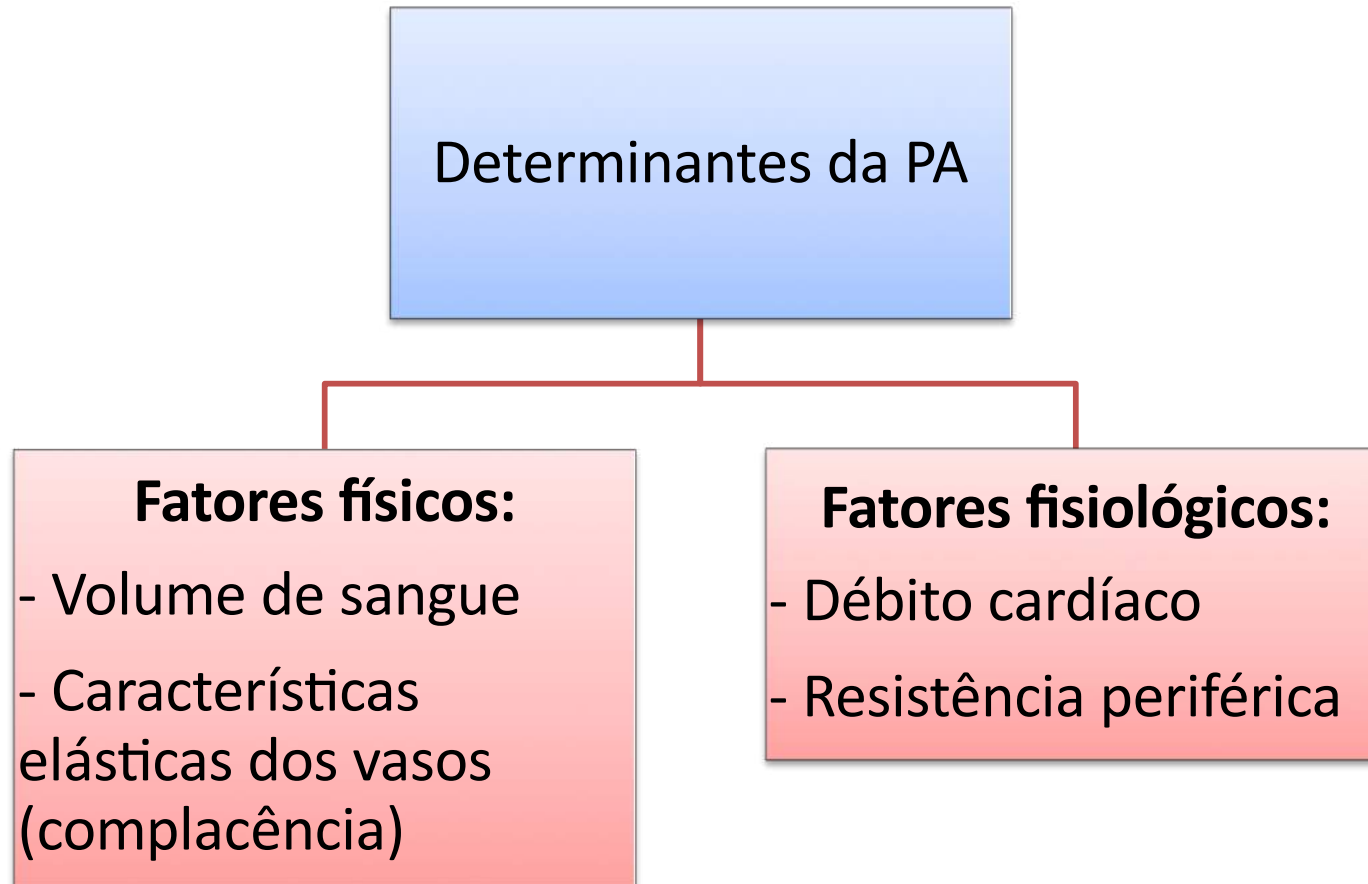 Determinantes da PA
Fatores físicos:
- Volume de sangue
- Características
elásticas dos vasos
(complacência)
Fatores fisiológicos:
- Débito cardíaco
- Resistência periférica